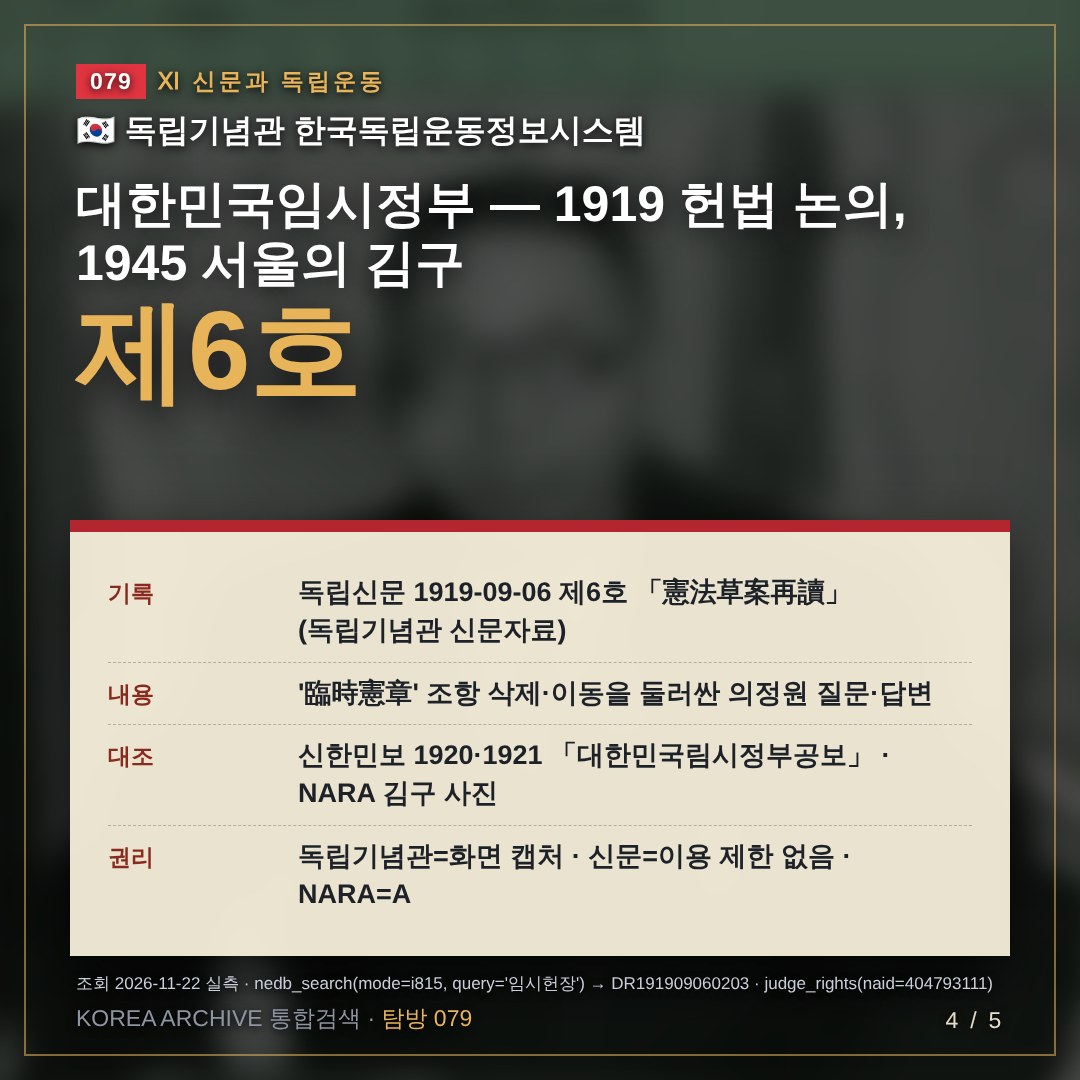 079 XI 신문과 독립운동
🇰🇷 독립기념관 한국독립운동정보시스템
대한민국임시정부 — 1919 헌법 논의,
1945 서울의 김구
제6호
기록 독립신문 1919-09-06 제6호 「憲法草案再讀」
(독립기념관 신문자료)
내용 '臨時憲章' 조항 삭제·이동을 둘러싼 의정원 질문·답변
대조 신한민보 1920·1921 「대한민국림시정부공보」 ·
NARA 김구 사진
권리 독립기념관=화면 캡처 · 신문=이용 제한 없음 ·
NARA=A
조회 2026-11-22 실측 · nedb_search(mode=i815, query='임시헌장') → DR191909060203 · judge_rights(naid=404793111)
KOREA ARCHIVE 통합검색 · 탐방 079
4 / 5